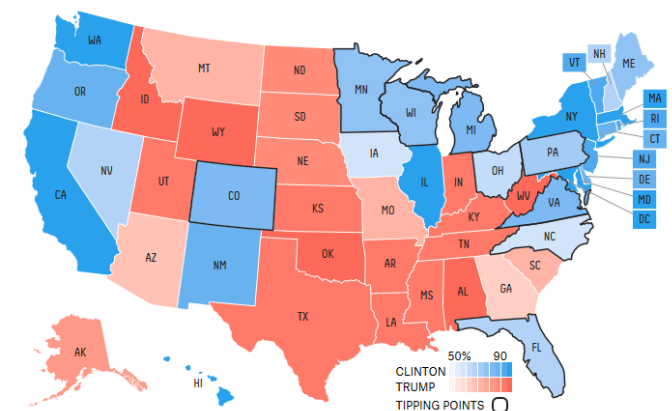 WA
MT
ND
MN
VT
NH
ME
OR
ID
SD
WI
MI
NY
MA
RI
CT
WY
NE
IA
PA
NJ
NV
UT
CO
IL
IN
OH
DE
MD
DC
CA
KS
MO
WV
VA
KY
NC
AZ
NM
OK
AR
TN
SC
MS
AL
GA
TX
LA
FL
AK
HI
50% 90
CLINTON
TRUMP
TIPPING POINTS